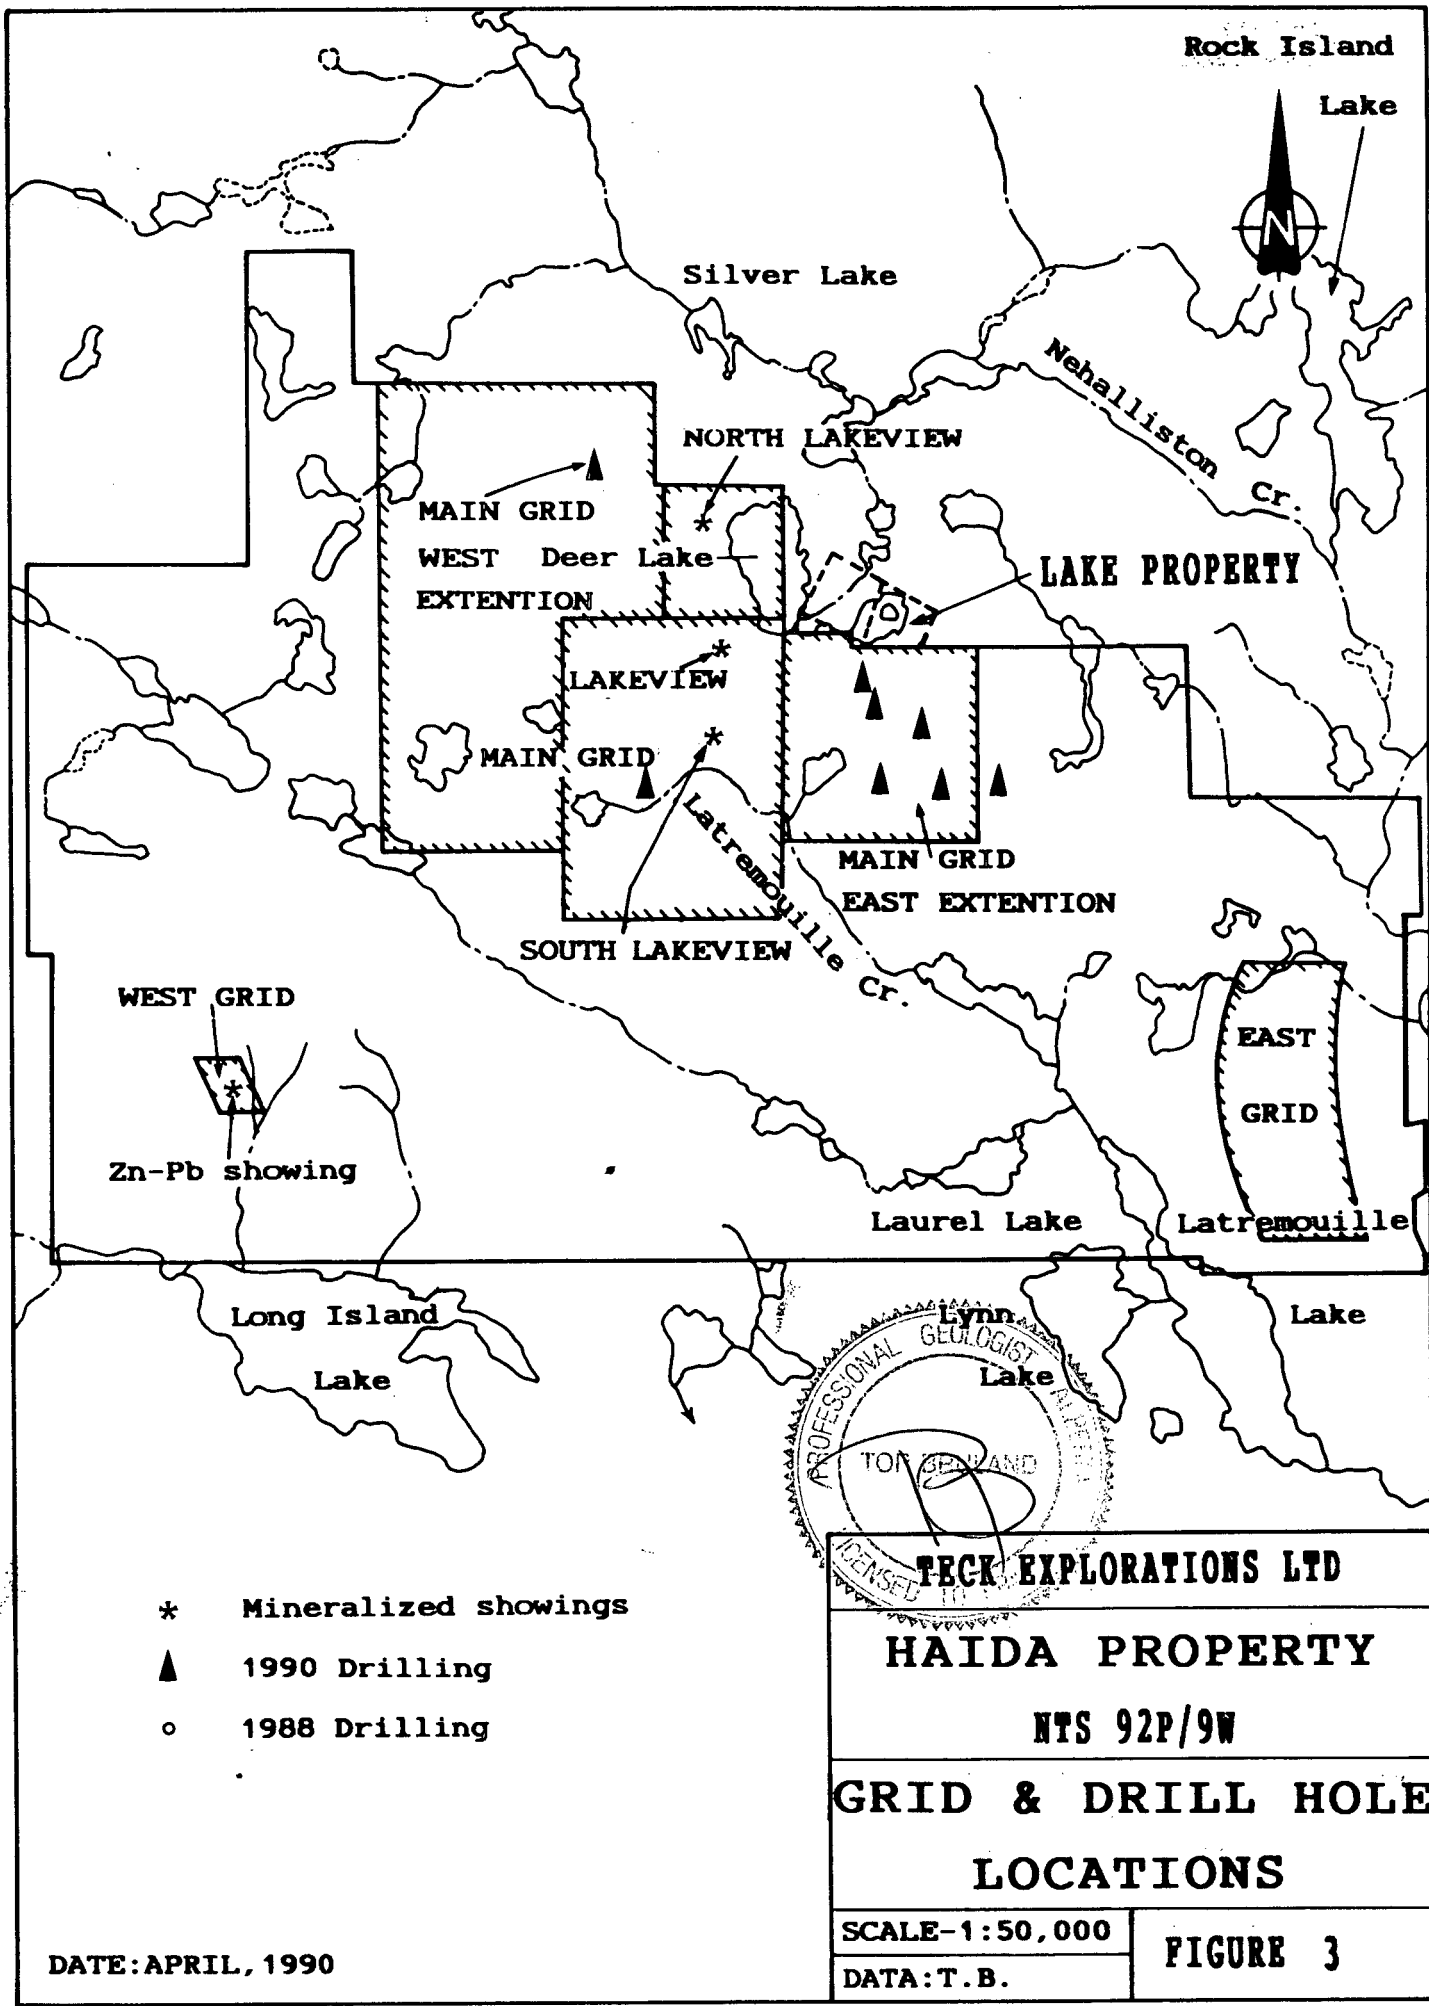 Rock Island
Lake
N
Silver Lake
Nehalliston Cr.
NORTH LAKEVIEW
MAIN GRID
WEST
EXTENTION
Deer Lake
LAKE PROPERTY
LAKEVIEW
MAIN GRID
Latremouille Cr.
MAIN GRID
EAST EXTENTION
SOUTH LAKEVIEW
WEST GRID
EAST
GRID
Zn-Pb showing
Laurel Lake
Latremouille
Lake
Long Island
Lake
Lynn
Lake
PROFESSIONAL GEOLOGIST
* Mineralized showings
1990 Drilling
1988 Drilling
TECK EXPLORATIONS LTD
HAIDA PROPERTY
NTS 92P/9W
GRID & DRILL HOLE
LOCATIONS
SCALE-1:50,000
DATA:T.B.
FIGURE 3
DATE:APRIL,1990